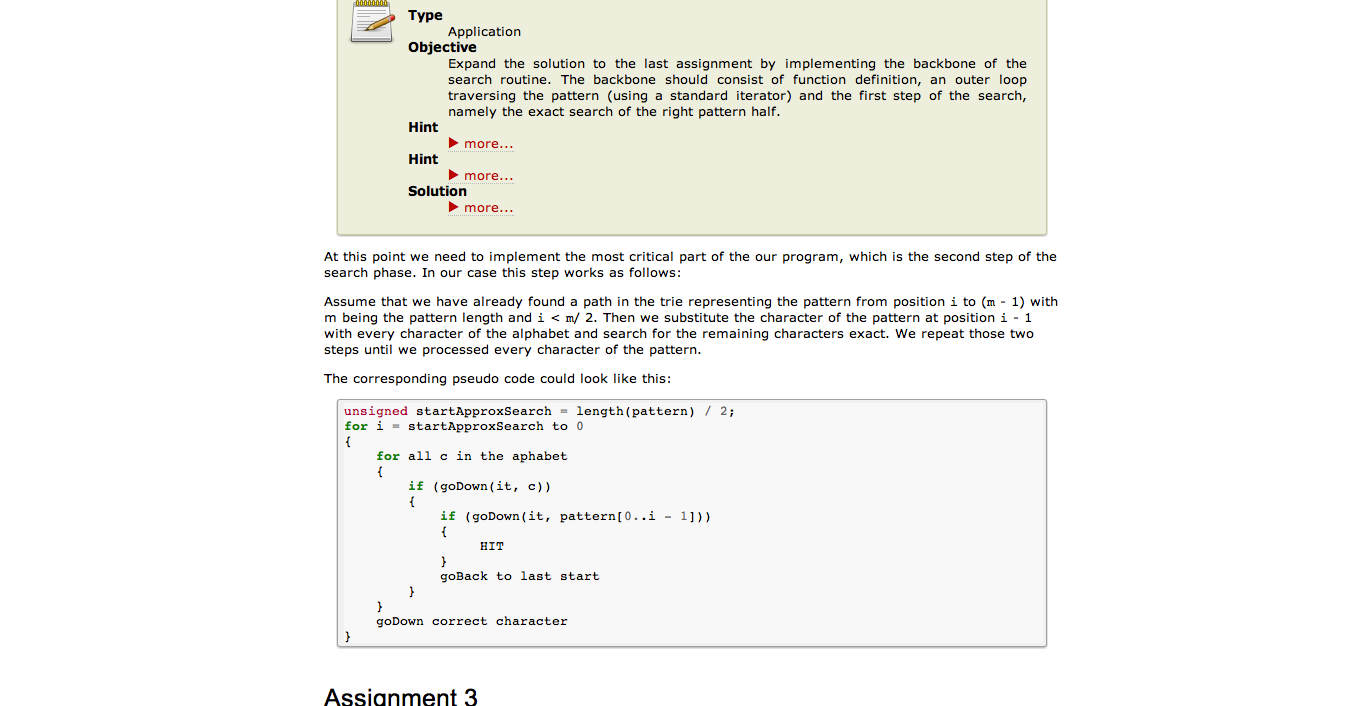 Type
Application
Objective
Expand the solution to the last assignment by implementing the backbone of the
search routine. The backbone should consist of function definition, an outer loop
traversing the pattern (using a standard iterator) and the first step of the search,
namely the exact search of the right pattern half.
Hint
more...
Hint
more...
Solution
more...
At this point we need to implement the most critical part of the our program, which is the second step of the
search phase. In our case this step works as follows:
Assume that we have already found a path in the trie representing the pattern from position i to (m - 1) with
m being the pattern length and i < m/ 2. Then we substitute the character of the pattern at position i - 1
with every character of the alphabet and search for the remaining characters exact. We repeat those two
steps until we processed every character of the pattern.
The corresponding pseudo code could look like this:
unsigned startApproxSearch = length(pattern) / 2;
for i = startApproxSearch to 0
{
    for all c in the aphabet
    {
        if (goDown(it, c))
        {
            if (goDown(it, pattern[0..i - 1]))
            {
                 HIT
            }
            goBack to last start
        }
    }
    goDown correct character
}
Assignment 3